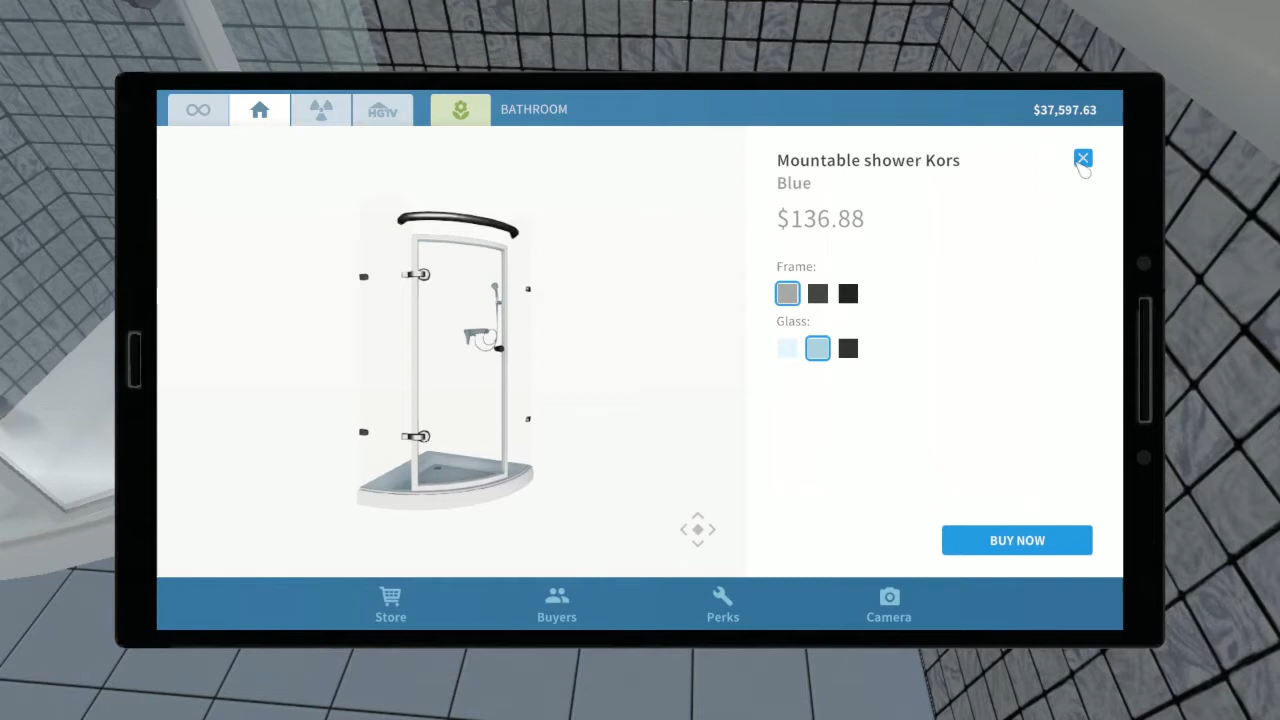 HGTV
BATHROOM
$37,597.63
Mountable shower Kors
Blue
$136.88
Frame:
Glass:
BUY NOW
Store
Buyers
Perks
Camera